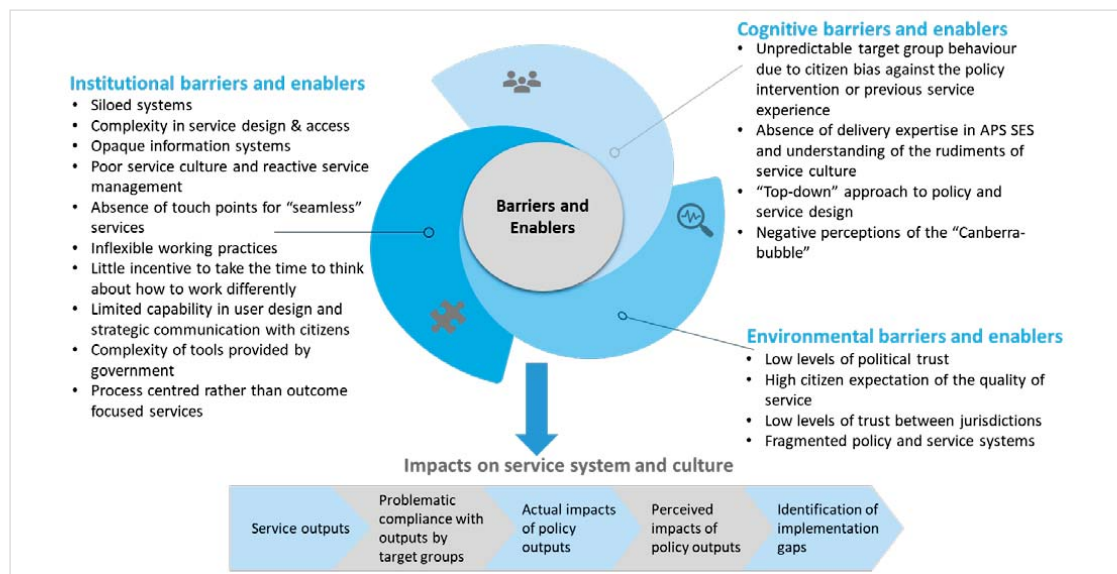 Institutional barriers and enablers
• Siloed systems
• Complexity in service design & access
• Opaque information systems
• Poor service culture and reactive service
management
• Absence of touch points for “seamless”
services
• Inflexible working practices
• Little incentive to take the time to think
about how to work differently
• Limited capability in user design and
strategic communication with citizens
• Complexity of tools provided by
government
• Process centred rather than outcome
focused services
Barriers and
Enablers
Cognitive barriers and enablers
• Unpredictable target group behaviour
due to citizen bias against the policy
intervention or previous service
experience
• Absence of delivery expertise in APS SES
and understanding of the rudiments of
service culture
• “Top-down” approach to policy and
service design
• Negative perceptions of the “Canberra-
bubble”
Environmental barriers and enablers
• Low levels of political trust
• High citizen expectation of the quality of
service
• Low levels of trust between jurisdictions
• Fragmented policy and service systems
Impacts on service system and culture
Service outputs
Problematic
compliance with
outputs by
target groups
Actual impacts
of policy
outputs
Perceived
impacts of
policy outputs
Identification of
implementation
gaps